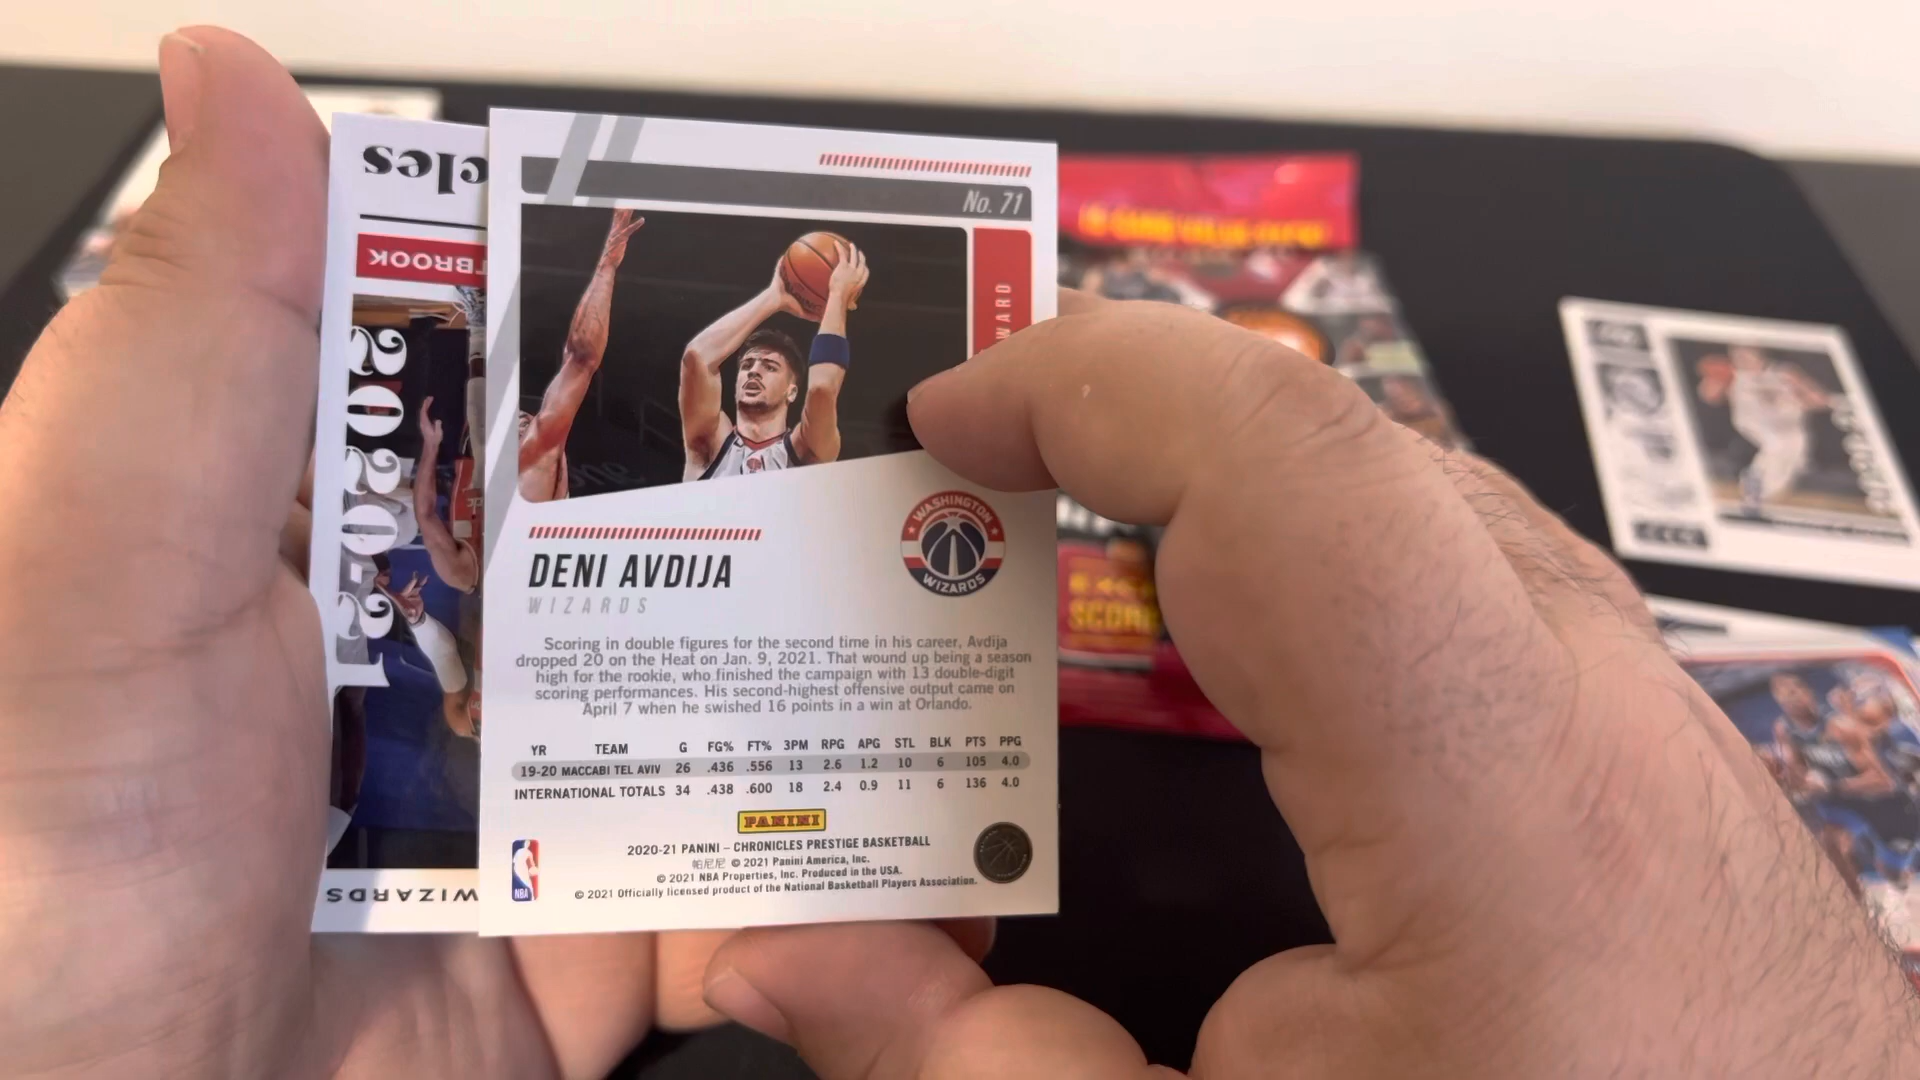 cles
TBROOK
2020-21
WIZARDS
No. 71
WARD
WASHINGTON
WIZARDS
DENI AVDIJA
WIZARDS
Scoring in double figures for the second time in his career, Avdija
dropped 20 on the Heat on Jan. 9, 2021. That wound up being a season
high for the rookie, who finished the campaign with 13 double-digit
scoring performances. His second-highest offensive output came on
April 7 when he swished 16 points in a win at Orlando.
YR TEAM G FG% FT% 3PM RPG APG STL BLK PTS PPG
19-20 MACCABI TEL AVIV 26 .436 .556 13 2.6 1.2 10 6 105 4.0
INTERNATIONAL TOTALS 34 .438 .600 18 2.4 0.9 11 6 136 4.0
PANINI
2020-21 PANINI – CHRONICLES PRESTIGE BASKETBALL
帕尼尼 © 2021 Panini America, Inc.
© 2021 NBA Properties, Inc. Produced in the USA.
© 2021 Officially licensed product of the National Basketball Players Association.
NBA